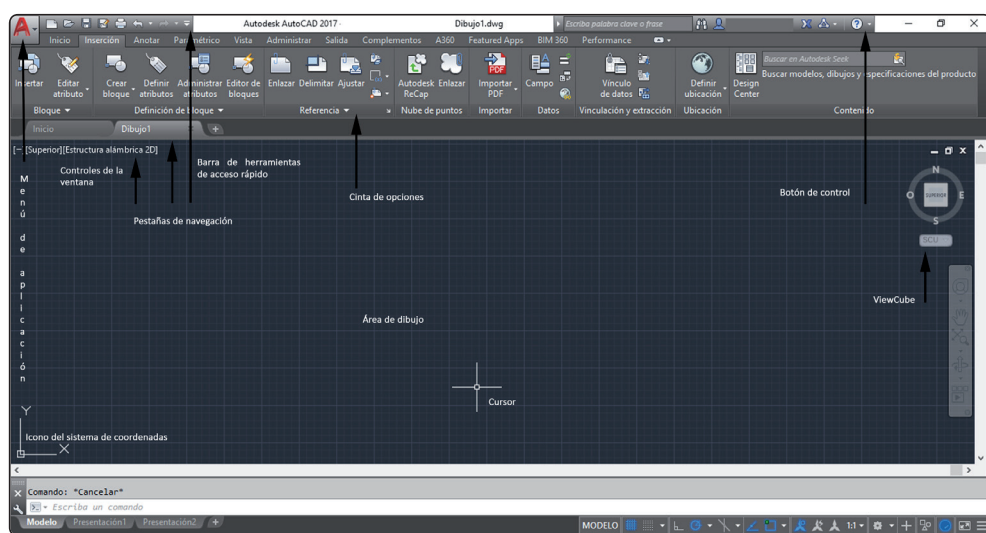 Autodesk AutoCAD 2017 - Dibujo1.dwg Escriba palabra clave o frase
Inicio Inserción Anotar Paramétrico Vista Administrar Salida Complementos A360 Featured Apps BIM 360 Performance
Insertar Editar atributo Crear bloque Definir atributos Administrar atributos Editor de bloques Enlazar Delimitar Ajustar Autodesk ReCap Enlazar Importar PDF Campo Vínculo de datos Definir ubicación Design Center
Buscar en Autodesk Seek
Buscar modelos, dibujos y especificaciones del producto
Bloque Definición de bloque Referencia Nube de puntos Importar Datos Vinculación y extracción Ubicación Contenido
Inicio Dibujo1
[−][Superior][Estructura alámbrica 2D]
Controles de la
ventana
Barra de herramientas
de acceso rápido
Cinta de opciones
Botón de control
Pestañas de navegación
Menú de aplicación
N
O SUPERIOR E
S
SCU
ViewCube
Área de dibujo
Cursor
Y
Icono del sistema de coordenadas
X
Comando: *Cancelar*
Escriba un comando
Modelo Presentación1 Presentación2
MODELO 1:1